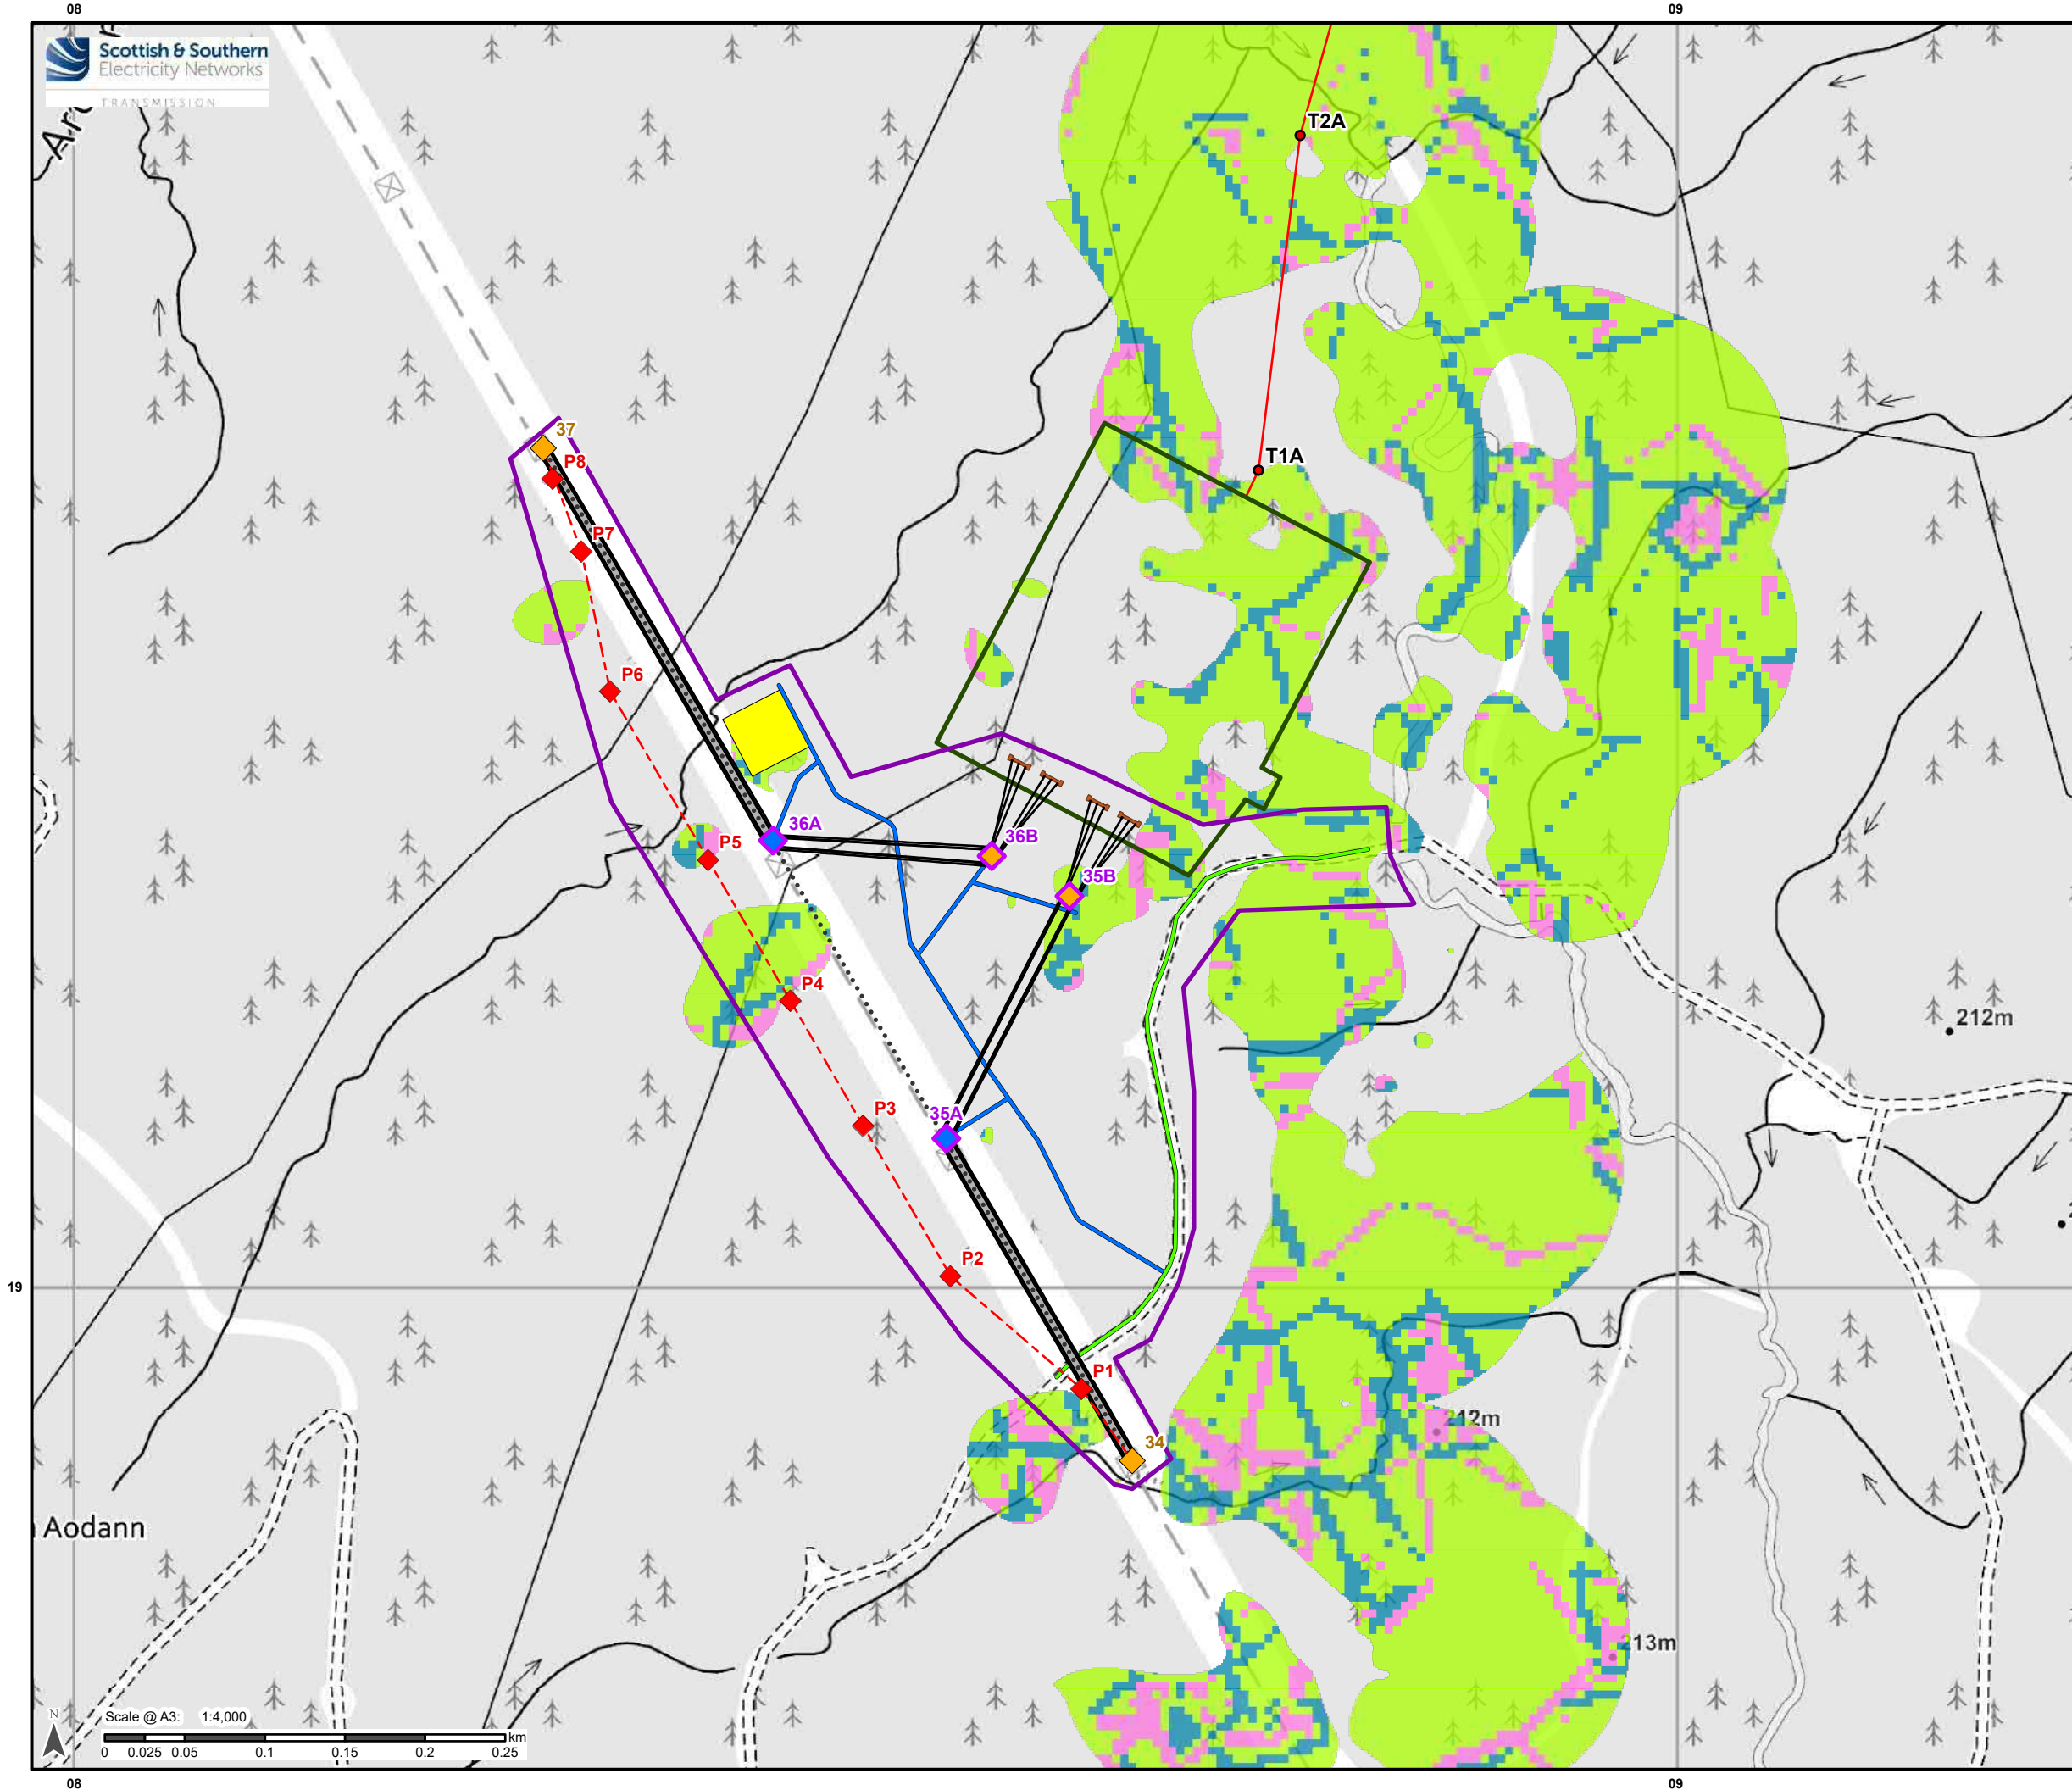 08
09
Scottish & Southern
Electricity Networks
TRANSMISSION
T2A
37
P8
T1A
P7
P6
36A
36B
P5
35B
P4
212m
P3
35A
P2
19
P1
212m
34
Aodann
213m
N
Scale @ A3: 1:4,000
km
0 0.025 0.05 0.1 0.15 0.2 0.25
08
09